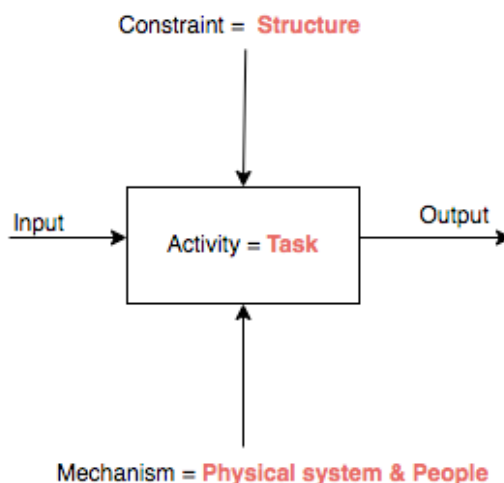 Constraint = Structure
Input
Activity = Task
Output
Mechanism = Physical system & People